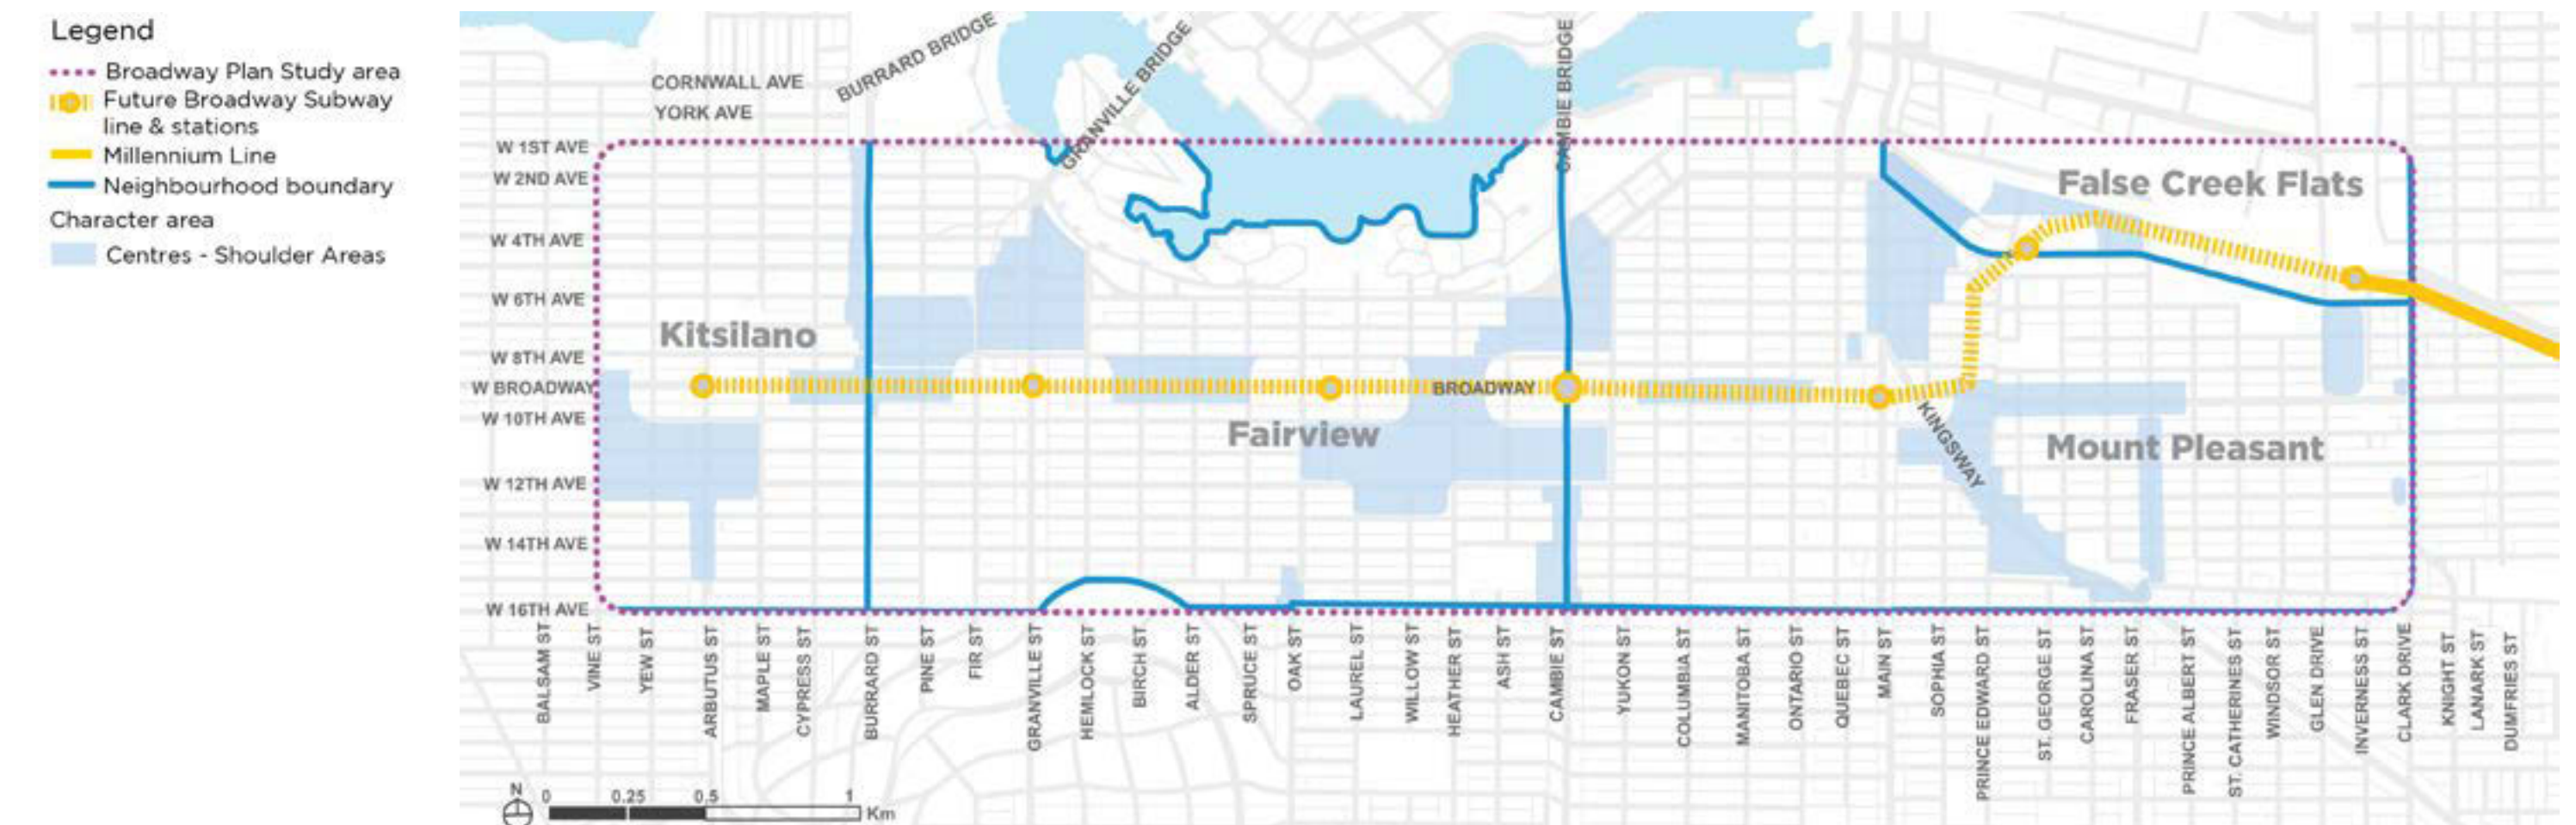 Legend
Broadway Plan Study area
Future Broadway Subway
line & stations
Millennium Line
Neighbourhood boundary
Character area
Centres - Shoulder Areas
CORNWALL AVE
YORK AVE
BURRARD BRIDGE
GRANVILLE BRIDGE
CAMBIE BRIDGE
W 1ST AVE
W 2ND AVE
W 4TH AVE
W 6TH AVE
W 8TH AVE
W BROADWAY
W 10TH AVE
W 12TH AVE
W 14TH AVE
W 16TH AVE
False Creek Flats
Kitsilano
BROADWAY
Fairview
KINGSWAY
Mount Pleasant
BALSAM ST
VINE ST
YEW ST
ARBUTUS ST
MAPLE ST
CYPRESS ST
BURRARD ST
PINE ST
FIR ST
GRANVILLE ST
HEMLOCK ST
BIRCH ST
ALDER ST
SPRUCE ST
OAK ST
LAUREL ST
WILLOW ST
HEATHER ST
ASH ST
CAMBIE ST
YUKON ST
COLUMBIA ST
MANITOBA ST
ONTARIO ST
QUEBEC ST
MAIN ST
SOPHIA ST
PRINCE EDWARD ST
ST. GEORGE ST
CAROLINA ST
FRASER ST
PRINCE ALBERT ST
ST. CATHERINES ST
WINDSOR ST
GLEN DRIVE
INVERNESS ST
CLARK DRIVE
KNIGHT ST
LANARK ST
DUMFRIES ST
N
0 0.25 0.5 1
Km